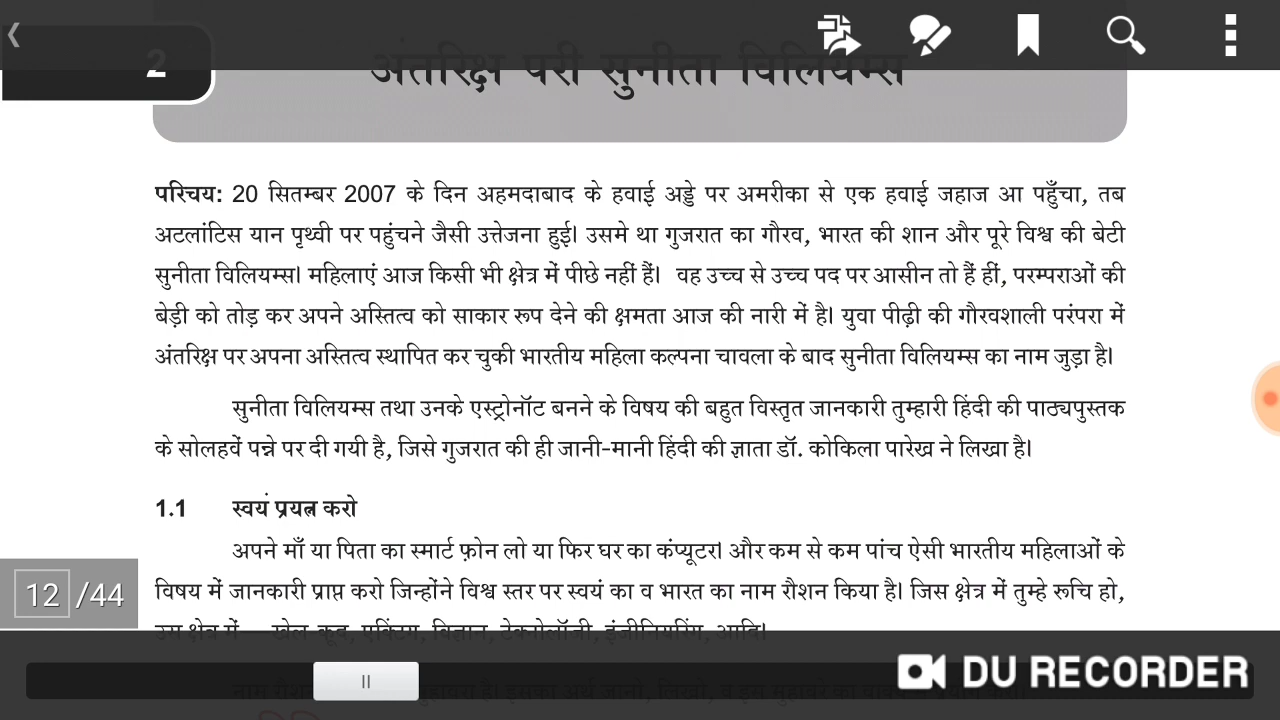 2
अंतरिक्ष परी सुनीता विलियम्स
परिचय: 20 सितम्बर 2007 के दिन अहमदाबाद के हवाई अड्डे पर अमरीका से एक हवाई जहाज आ पहुँचा, तब
अटलांटिस यान पृथ्वी पर पहुंचने जैसी उत्तेजना हुई। उसमे था गुजरात का गौरव, भारत की शान और पूरे विश्व की बेटी
सुनीता विलियम्स। महिलाएं आज किसी भी क्षेत्र में पीछे नहीं हैं। वह उच्च से उच्च पद पर आसीन तो हैं हीं, परम्पराओं की
बेड़ी को तोड़ कर अपने अस्तित्व को साकार रूप देने की क्षमता आज की नारी में है। युवा पीढ़ी की गौरवशाली परंपरा में
अंतरिक्ष पर अपना अस्तित्व स्थापित कर चुकी भारतीय महिला कल्पना चावला के बाद सुनीता विलियम्स का नाम जुड़ा है।
सुनीता विलियम्स तथा उनके एस्ट्रोनॉट बनने के विषय की बहुत विस्तृत जानकारी तुम्हारी हिंदी की पाठ्यपुस्तक
के सोलहवें पन्ने पर दी गयी है, जिसे गुजरात की ही जानी-मानी हिंदी की ज्ञाता डॉ. कोकिला पारेख ने लिखा है।
1.1 स्वयं प्रयत्न करो
अपने माँ या पिता का स्मार्ट फ़ोन लो या फिर घर का कंप्यूटर। और कम से कम पांच ऐसी भारतीय महिलाओं के
विषय में जानकारी प्राप्त करो जिन्होंने विश्व स्तर पर स्वयं का व भारत का नाम रौशन किया है। जिस क्षेत्र में तुम्हे रूचि हो,
उस क्षेत्र में—खेल-कूद, एक्टिंग, विज्ञान, टेक्नोलॉजी, इंजीनियरिंग, आदि।
12 /44
DU RECORDER